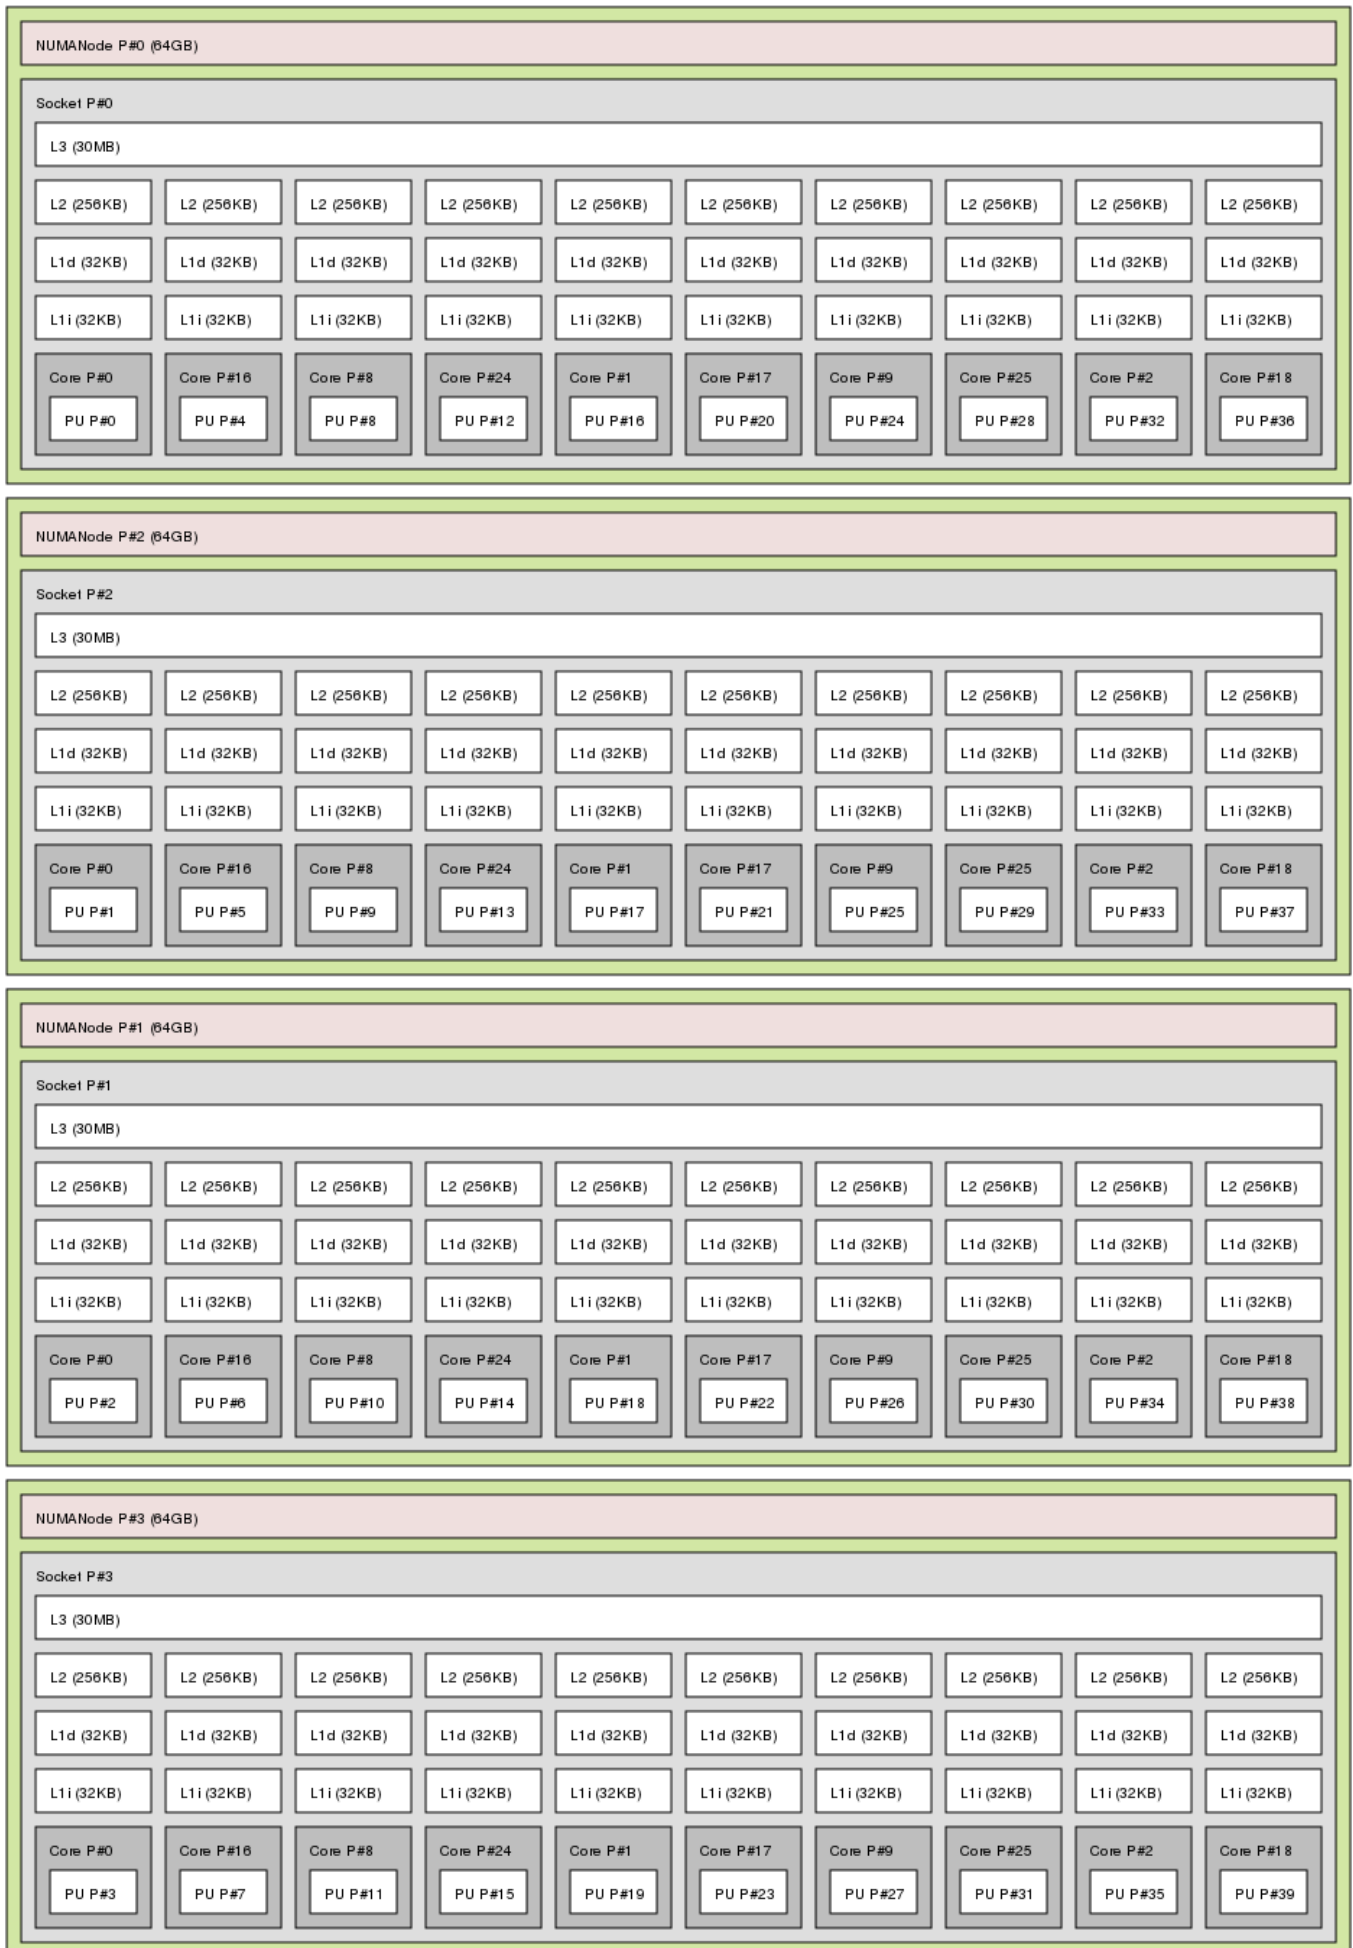 NUMANode P#0 (64GB)
Socket P#0
L3 (30MB)
L2 (256KB) L2 (256KB) L2 (256KB) L2 (256KB) L2 (256KB) L2 (256KB) L2 (256KB) L2 (256KB) L2 (256KB) L2 (256KB)
L1d (32KB) L1d (32KB) L1d (32KB) L1d (32KB) L1d (32KB) L1d (32KB) L1d (32KB) L1d (32KB) L1d (32KB) L1d (32KB)
L1i (32KB) L1i (32KB) L1i (32KB) L1i (32KB) L1i (32KB) L1i (32KB) L1i (32KB) L1i (32KB) L1i (32KB) L1i (32KB)
Core P#0 Core P#16 Core P#8 Core P#24 Core P#1 Core P#17 Core P#9 Core P#25 Core P#2 Core P#18
PU P#0 PU P#4 PU P#8 PU P#12 PU P#16 PU P#20 PU P#24 PU P#28 PU P#32 PU P#36
NUMANode P#2 (64GB)
Socket P#2
L3 (30MB)
L2 (256KB) L2 (256KB) L2 (256KB) L2 (256KB) L2 (256KB) L2 (256KB) L2 (256KB) L2 (256KB) L2 (256KB) L2 (256KB)
L1d (32KB) L1d (32KB) L1d (32KB) L1d (32KB) L1d (32KB) L1d (32KB) L1d (32KB) L1d (32KB) L1d (32KB) L1d (32KB)
L1i (32KB) L1i (32KB) L1i (32KB) L1i (32KB) L1i (32KB) L1i (32KB) L1i (32KB) L1i (32KB) L1i (32KB) L1i (32KB)
Core P#0 Core P#16 Core P#8 Core P#24 Core P#1 Core P#17 Core P#9 Core P#25 Core P#2 Core P#18
PU P#1 PU P#5 PU P#9 PU P#13 PU P#17 PU P#21 PU P#25 PU P#29 PU P#33 PU P#37
NUMANode P#1 (64GB)
Socket P#1
L3 (30MB)
L2 (256KB) L2 (256KB) L2 (256KB) L2 (256KB) L2 (256KB) L2 (256KB) L2 (256KB) L2 (256KB) L2 (256KB) L2 (256KB)
L1d (32KB) L1d (32KB) L1d (32KB) L1d (32KB) L1d (32KB) L1d (32KB) L1d (32KB) L1d (32KB) L1d (32KB) L1d (32KB)
L1i (32KB) L1i (32KB) L1i (32KB) L1i (32KB) L1i (32KB) L1i (32KB) L1i (32KB) L1i (32KB) L1i (32KB) L1i (32KB)
Core P#0 Core P#16 Core P#8 Core P#24 Core P#1 Core P#17 Core P#9 Core P#25 Core P#2 Core P#18
PU P#2 PU P#6 PU P#10 PU P#14 PU P#18 PU P#22 PU P#26 PU P#30 PU P#34 PU P#38
NUMANode P#3 (64GB)
Socket P#3
L3 (30MB)
L2 (256KB) L2 (256KB) L2 (256KB) L2 (256KB) L2 (256KB) L2 (256KB) L2 (256KB) L2 (256KB) L2 (256KB) L2 (256KB)
L1d (32KB) L1d (32KB) L1d (32KB) L1d (32KB) L1d (32KB) L1d (32KB) L1d (32KB) L1d (32KB) L1d (32KB) L1d (32KB)
L1i (32KB) L1i (32KB) L1i (32KB) L1i (32KB) L1i (32KB) L1i (32KB) L1i (32KB) L1i (32KB) L1i (32KB) L1i (32KB)
Core P#0 Core P#16 Core P#8 Core P#24 Core P#1 Core P#17 Core P#9 Core P#25 Core P#2 Core P#18
PU P#3 PU P#7 PU P#11 PU P#15 PU P#19 PU P#23 PU P#27 PU P#31 PU P#35 PU P#39